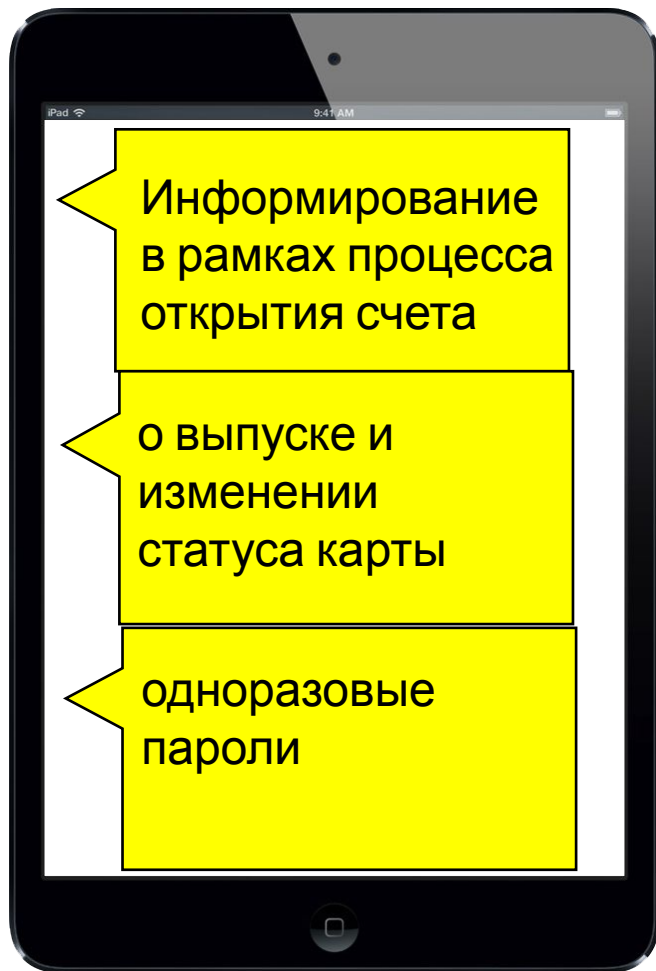 iPad
9:41 AM
Информирование
в рамках процесса
открытия счета
о выпуске и
изменении
статуса карты
одноразовые
пароли